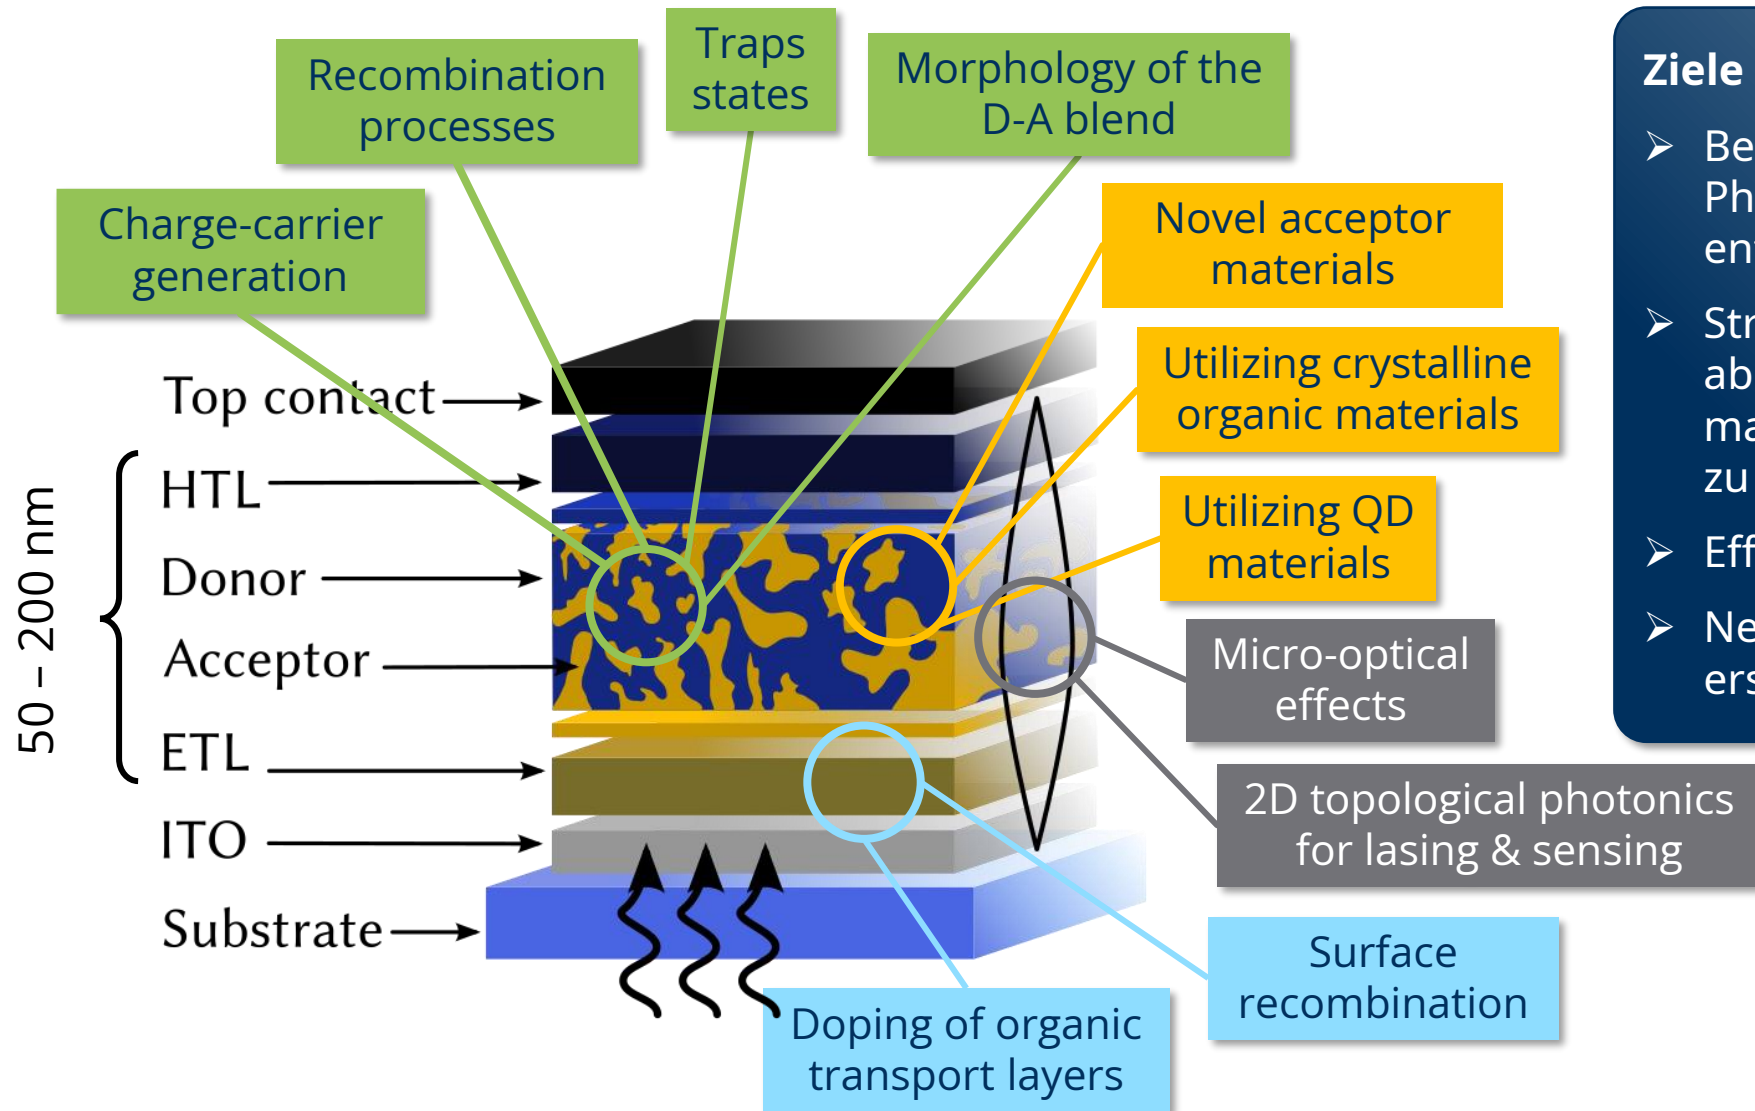 Traps
states
Recombination
processes
Morphology of the
D-A blend
Charge-carrier
generation
Novel acceptor
materials
Utilizing crystalline
organic materials
Utilizing QD
materials
Micro-optical
effects
2D topological photonics
for lasing & sensing
Surface
recombination
Doping of organic
transport layers
Top contact
HTL
Donor
Acceptor
ETL
ITO
Substrate
50 – 200 nm
Ziele
zu